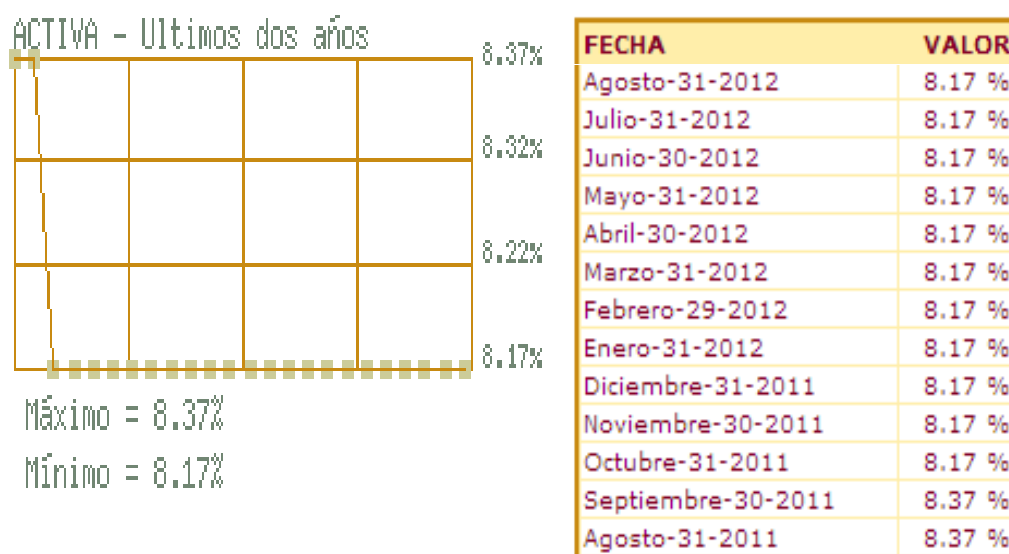 ACTIVA - Ultimos dos años
8.37%
8.32%
8.22%
8.17%
Máximo = 8.37%
Mínimo = 8.17%
FECHA VALOR
Agosto-31-2012 8.17 %
Julio-31-2012 8.17 %
Junio-30-2012 8.17 %
Mayo-31-2012 8.17 %
Abril-30-2012 8.17 %
Marzo-31-2012 8.17 %
Febrero-29-2012 8.17 %
Enero-31-2012 8.17 %
Diciembre-31-2011 8.17 %
Noviembre-30-2011 8.17 %
Octubre-31-2011 8.17 %
Septiembre-30-2011 8.37 %
Agosto-31-2011 8.37 %